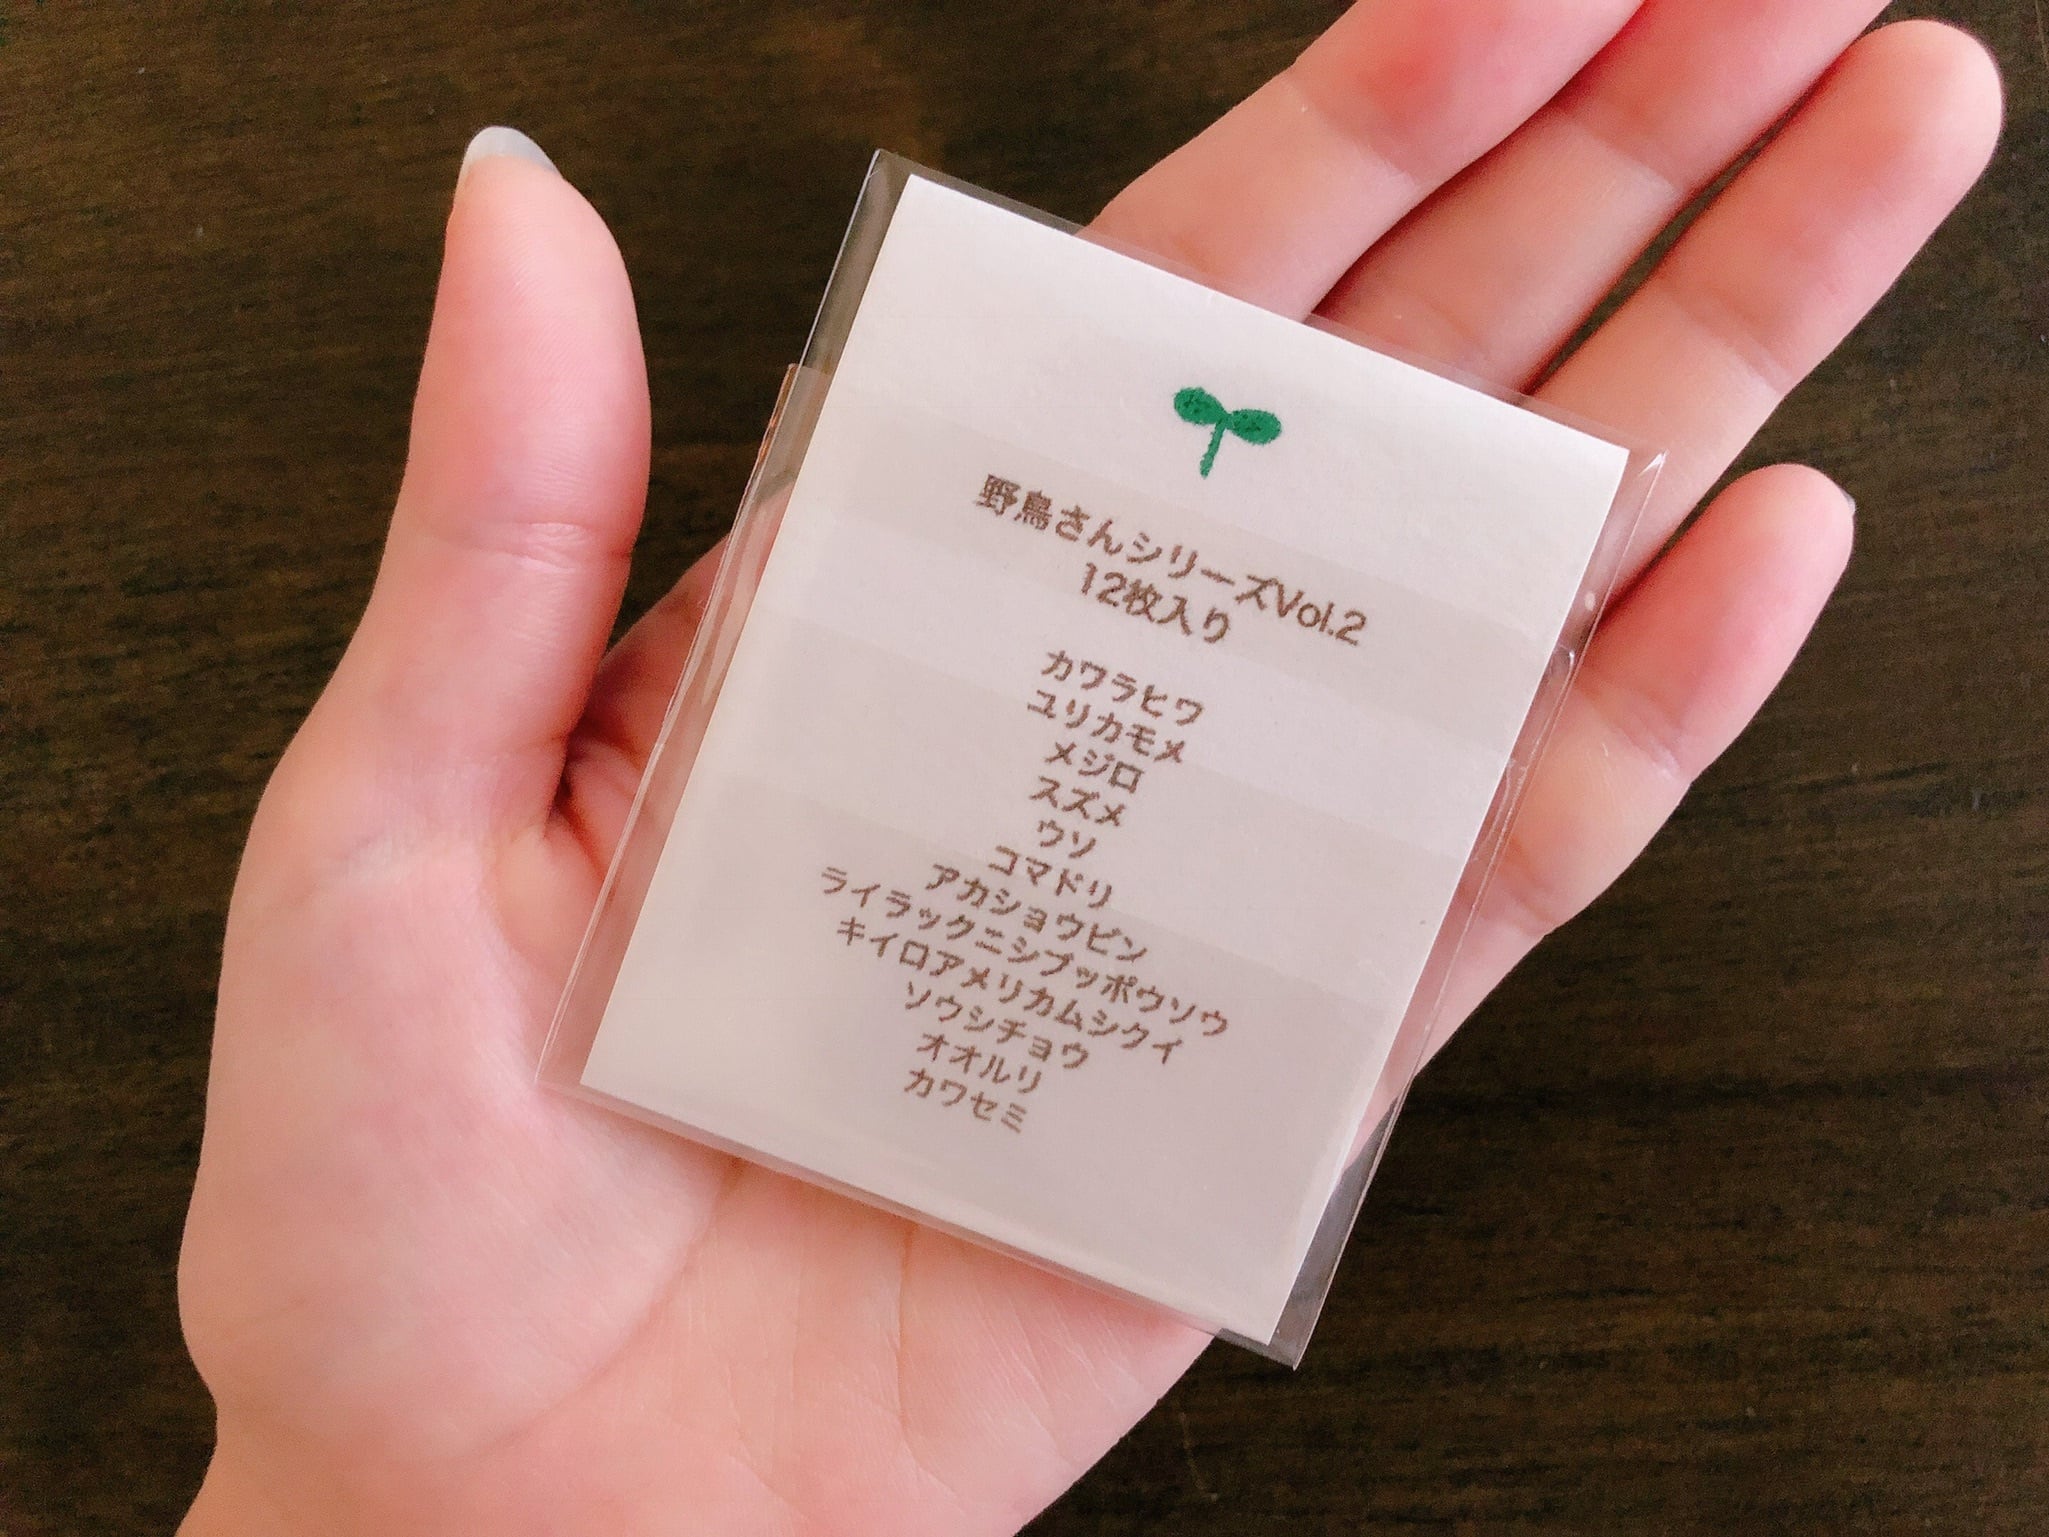 野鳥さんシリーズVol.2
12枚入り
カワラヒワ
ユリカモメ
メジロ
スズメ
ウソ
コマドリ
アカショウビン
ライラックニシブッポウソウ
キイロアメリカムシクイ
ソウシチョウ
オオルリ
カワセミ